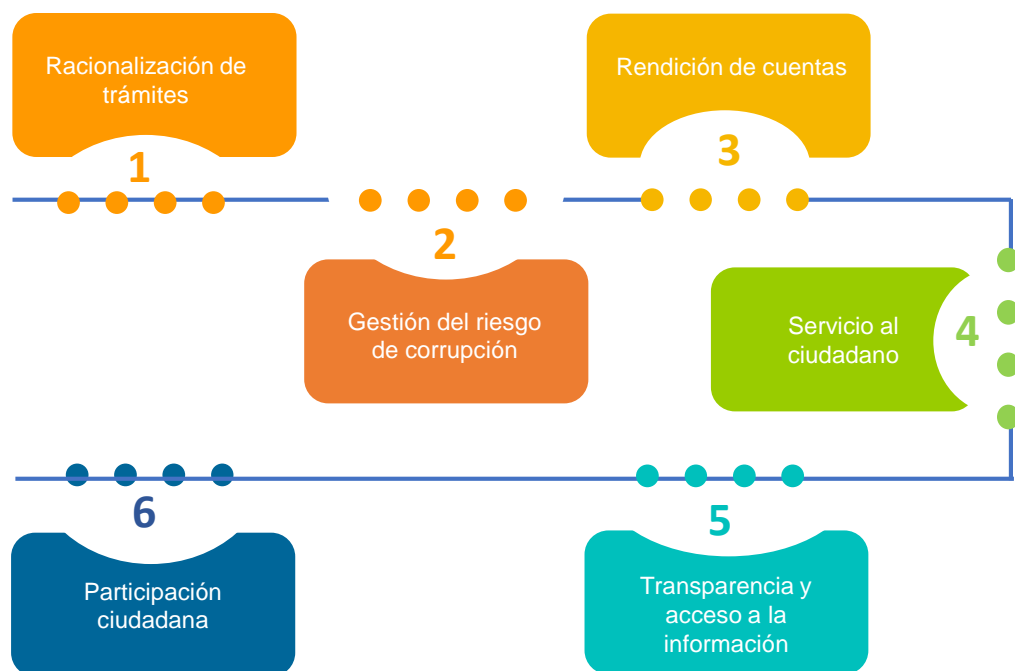 Racionalización de
trámites
1
2
Gestión del riesgo
de corrupción
Rendición de cuentas
3
Servicio al
ciudadano
4
5
Transparencia y
acceso a la
información
6
Participación
ciudadana